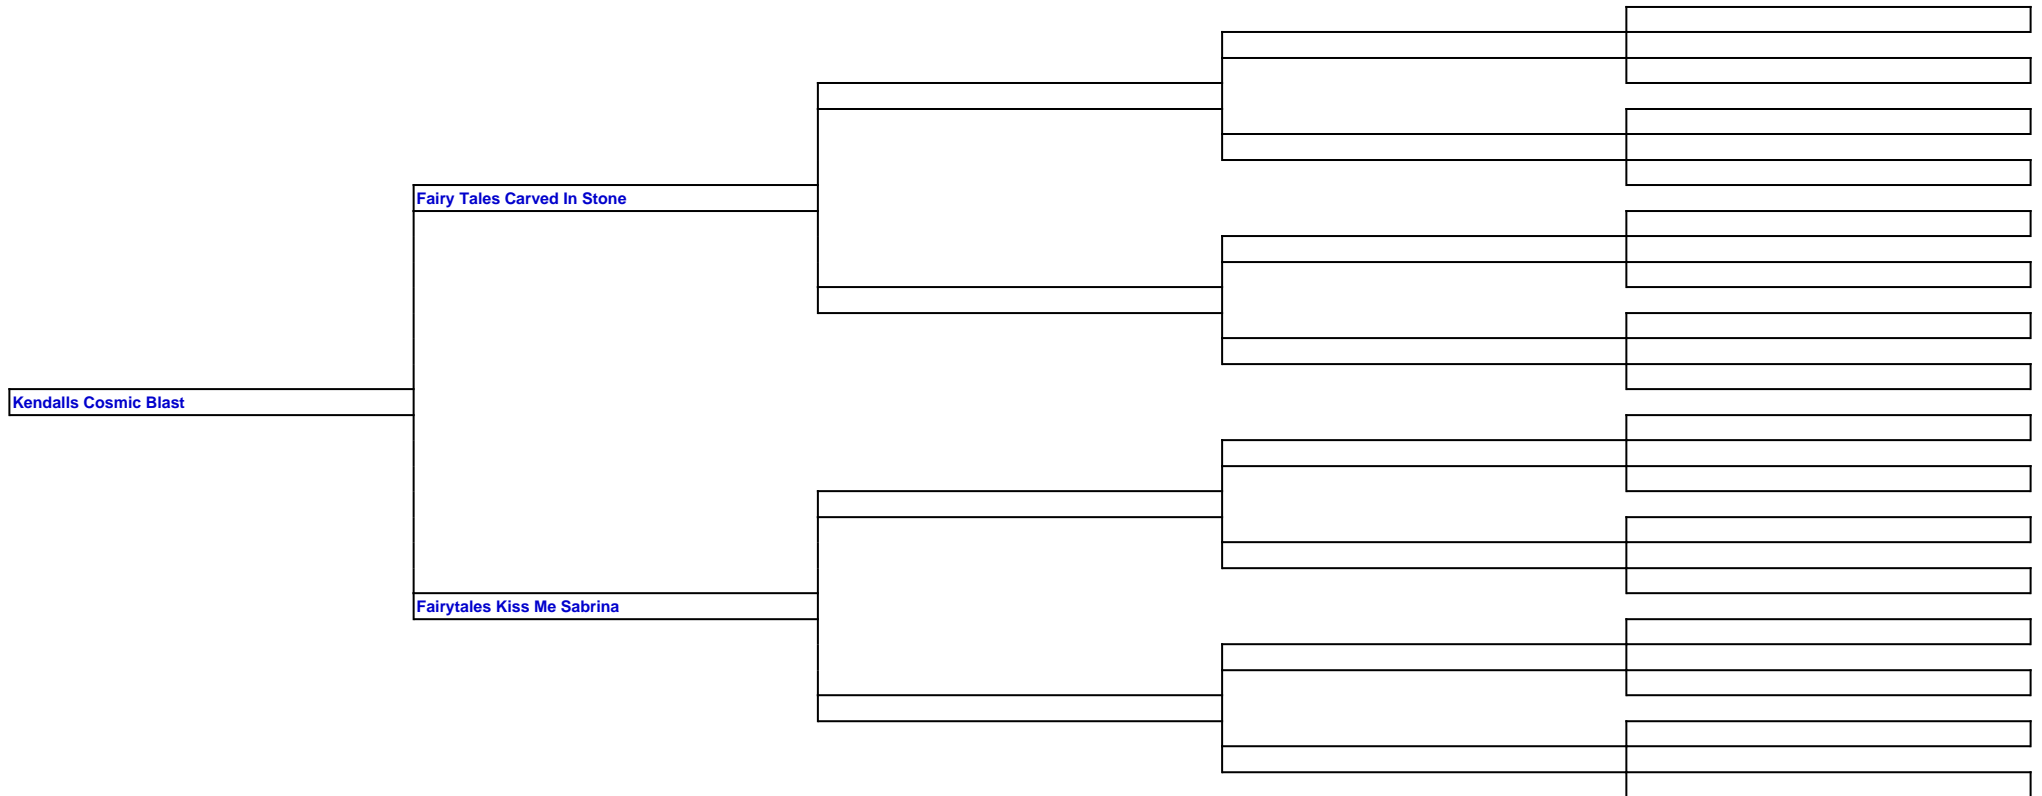 Fairy Tales Carved In Stone
Kendalls Cosmic Blast
Fairytales Kiss Me Sabrina